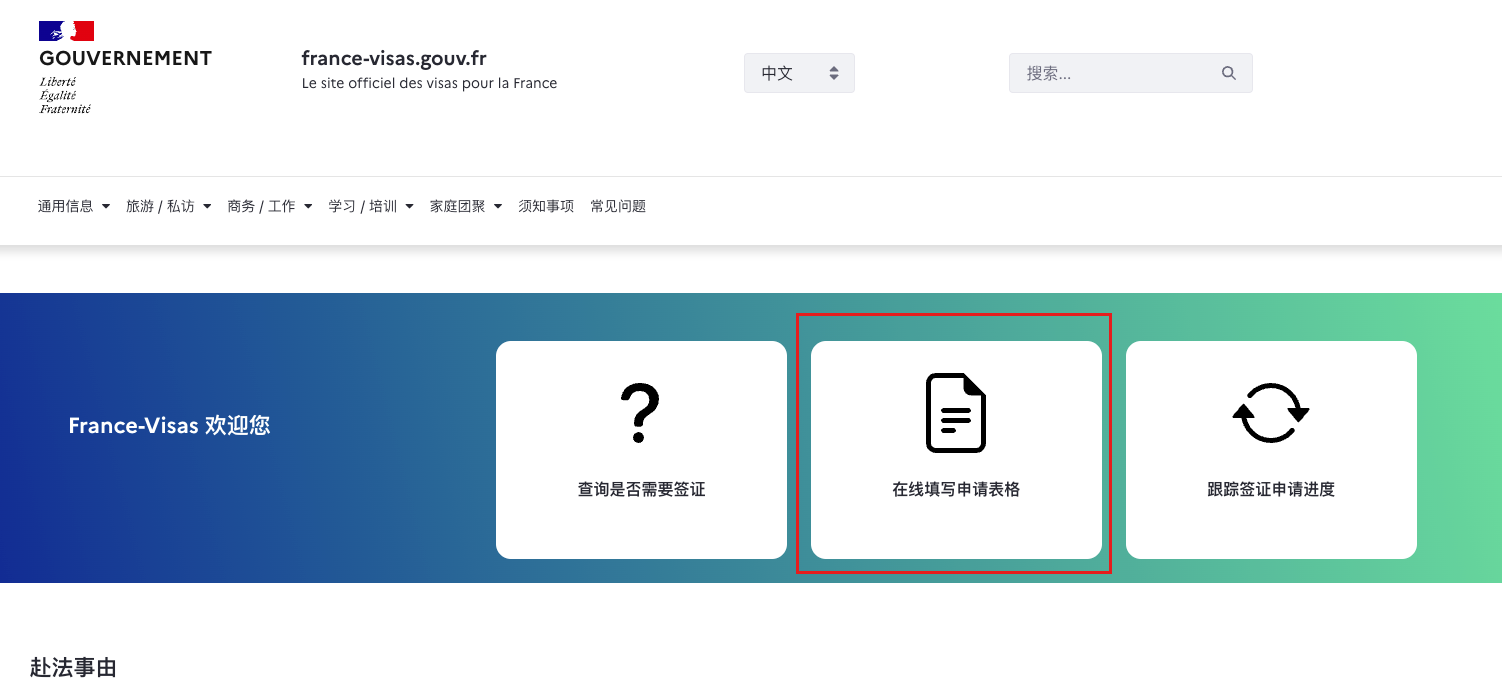 GOUVERNEMENT
Liberté
Égalité
Fraternité
france-visas.gouv.fr
Le site officiel des visas pour la France
中文
搜索...
通用信息 旅游 / 私访 商务 / 工作 学习 / 培训 家庭团聚 须知事项 常见问题
France-Visas 欢迎您
查询是否需要签证
在线填写申请表格
跟踪签证申请进度
赴法事由